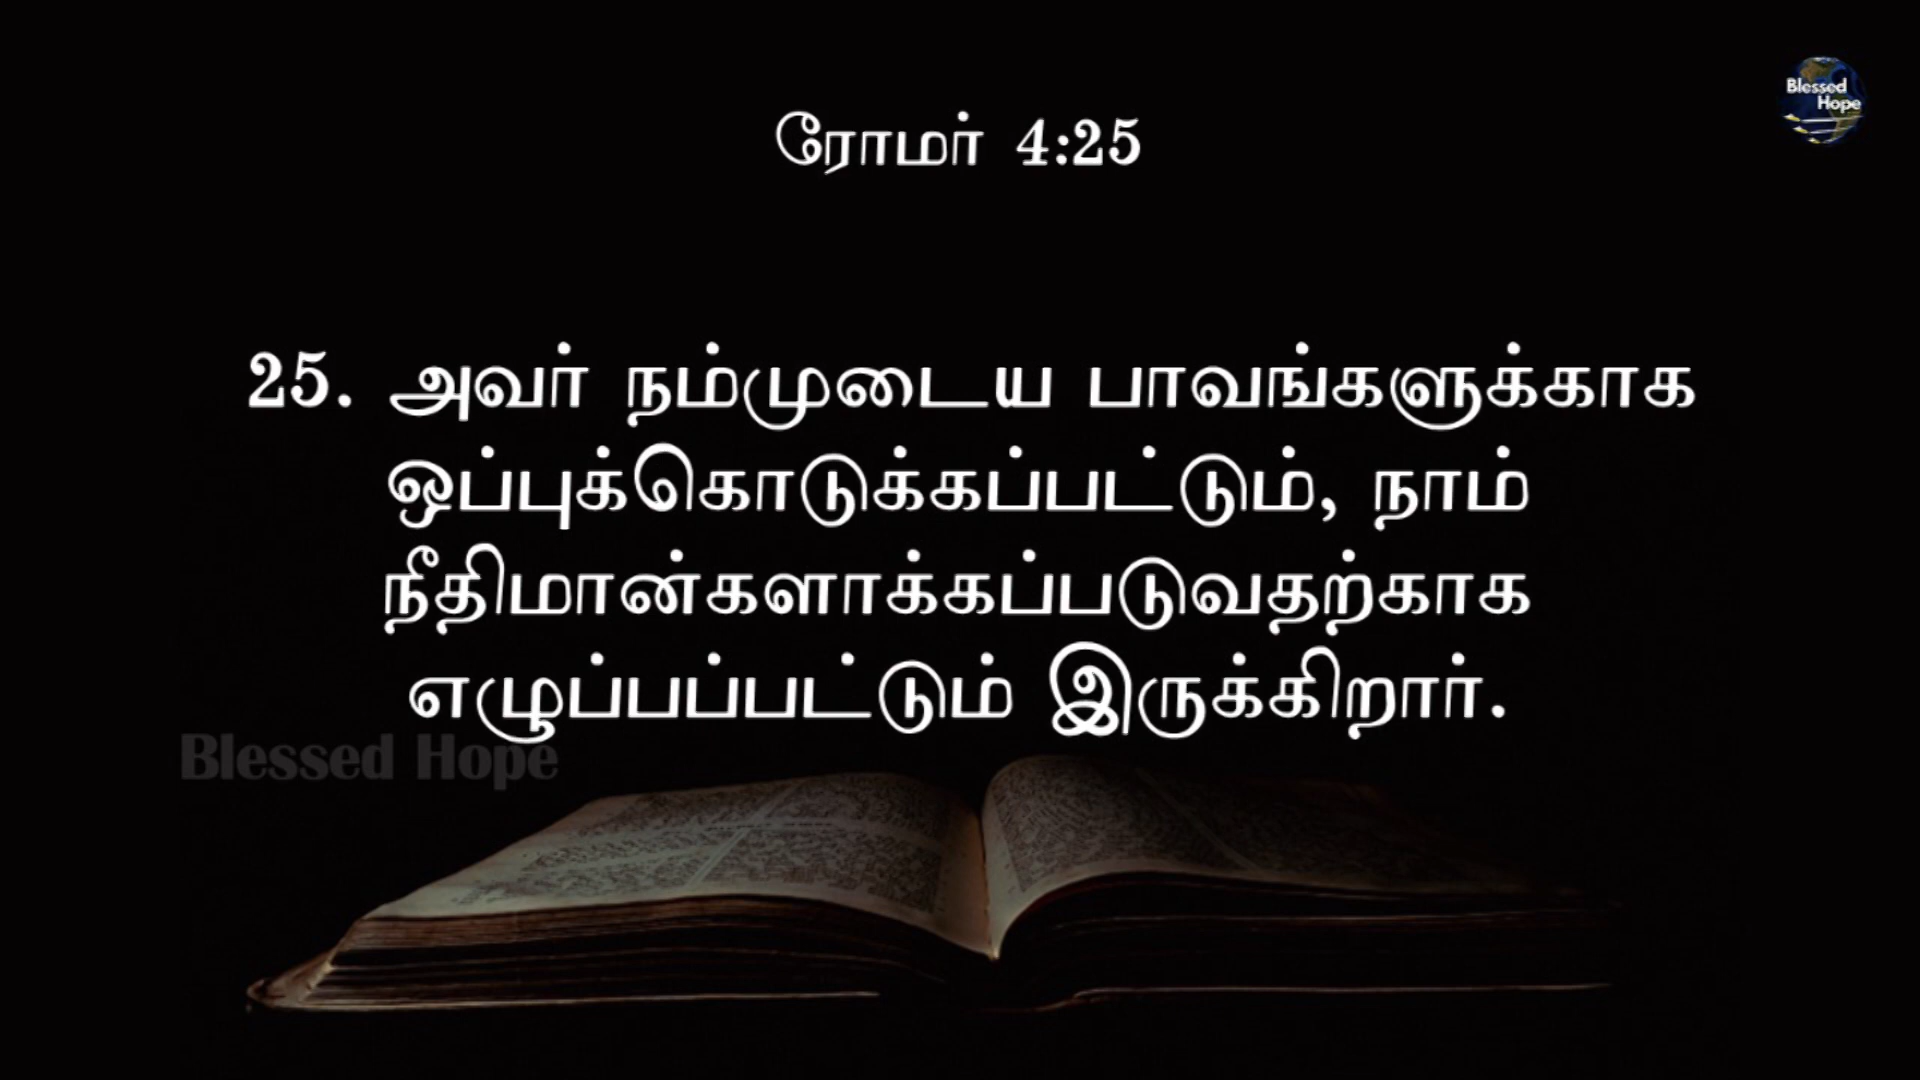 Blessed
Hope
ரோமர் 4:25
25. அவர் நம்முடைய பாவங்களுக்காக
ஒப்புக்கொடுக்கப்பட்டும், நாம்
நீதிமான்களாக்கப்படுவதற்காக
எழுப்பப்பட்டும் இருக்கிறார்.
Blessed Hope